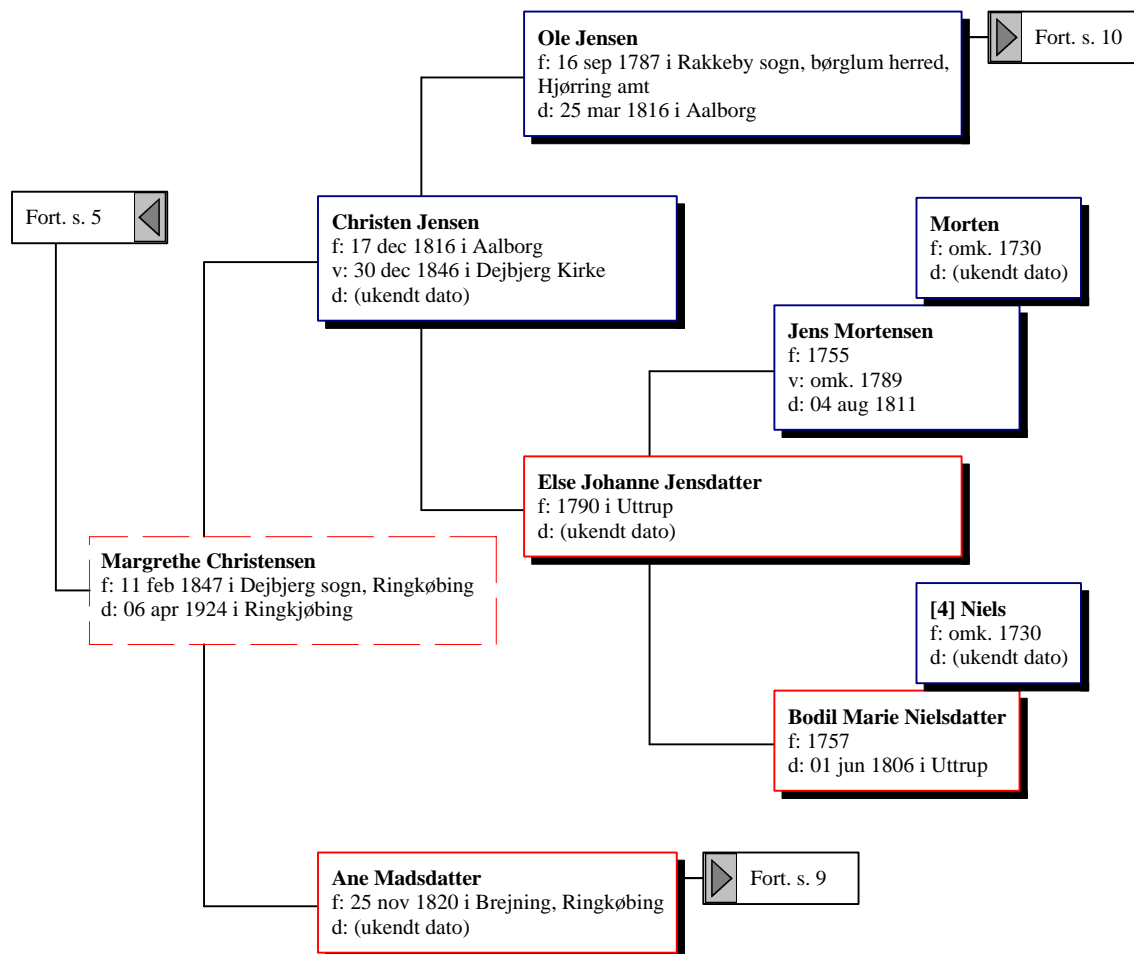 Ole Jensen
f: 16 sep 1787 i Rakkeby sogn, børglum herred,
Hjørring amt
d: 25 mar 1816 i Aalborg
Fort. s. 10
Fort. s. 5
Christen Jensen
f: 17 dec 1816 i Aalborg
v: 30 dec 1846 i Dejbjerg Kirke
d: (ukendt dato)
Morten
f: omk. 1730
d: (ukendt dato)
Jens Mortensen
f: 1755
v: omk. 1789
d: 04 aug 1811
Else Johanne Jensdatter
f: 1790 i Uttrup
d: (ukendt dato)
Margrethe Christensen
f: 11 feb 1847 i Dejbjerg sogn, Ringkøbing
d: 06 apr 1924 i Ringkjøbing
[4] Niels
f: omk. 1730
d: (ukendt dato)
Bodil Marie Nielsdatter
f: 1757
d: 01 jun 1806 i Uttrup
Ane Madsdatter
f: 25 nov 1820 i Brejning, Ringkøbing
d: (ukendt dato)
Fort. s. 9